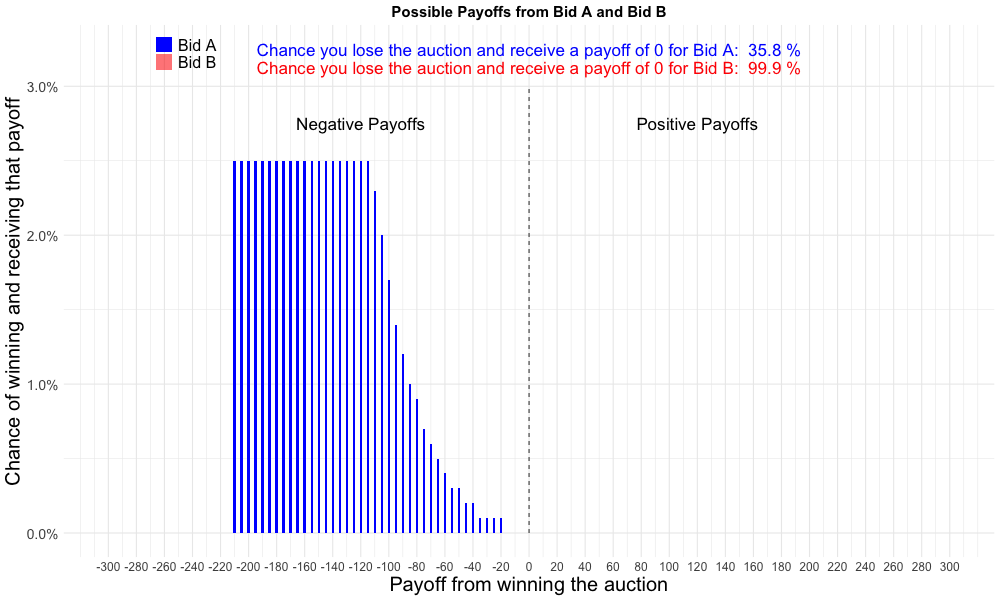 Possible Payoffs from Bid A and Bid B
Bid A
Bid B
Chance you lose the auction and receive a payoff of 0 for Bid A: 35.8 %
Chance you lose the auction and receive a payoff of 0 for Bid B: 99.9 %
Negative Payoffs
Positive Payoffs
Chance of winning and receiving that payoff
3.0%
2.0%
1.0%
0.0%
-300 -280 -260 -240 -220 -200 -180 -160 -140 -120 -100 -80 -60 -40 -20 0 20 40 60 80 100 120 140 160 180 200 220 240 260 280 300
Payoff from winning the auction